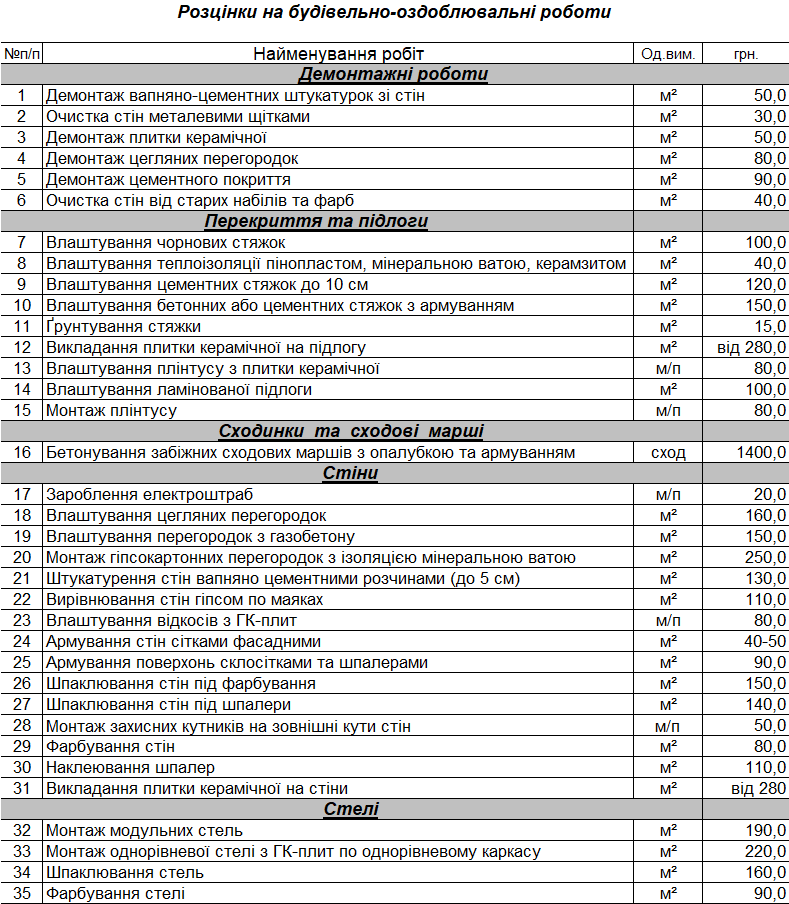 Розцінки на будівельно-оздоблювальні роботи
№п/п Найменування робіт Од.вим. грн.
Демонтажні роботи
1 Демонтаж вапняно-цементних штукатурок зі стін м² 50,0
2 Очистка стін металевими щітками м² 30,0
3 Демонтаж плитки керамічної м² 50,0
4 Демонтаж цегляних перегородок м² 80,0
5 Демонтаж цементного покриття м² 90,0
6 Очистка стін від старих набілів та фарб м² 40,0
Перекриття та підлоги
7 Влаштування чорнових стяжок м² 100,0
8 Влаштування теплоізоляції пінопластом, мінеральною ватою, керамзитом м² 40,0
9 Влаштування цементних стяжок до 10 см м² 120,0
10 Влаштування бетонних або цементних стяжок з армуванням м² 150,0
11 Ґрунтування стяжки м² 15,0
12 Викладання плитки керамічної на підлогу м² від 280,0
13 Влаштування плінтусу з плитки керамічної м/п 80,0
14 Влаштування ламінованої підлоги м² 100,0
15 Монтаж плінтусу м/п 80,0
Сходинки та сходові марші
16 Бетонування забіжних сходових маршів з опалубкою та армуванням сход 1400,0
Стіни
17 Зароблення електроштраб м/п 20,0
18 Влаштування цегляних перегородок м² 160,0
19 Влаштування перегородок з газобетону м² 150,0
20 Монтаж гіпсокартонних перегородок з ізоляцією мінеральною ватою м² 250,0
21 Штукатурення стін вапняно цементними розчинами (до 5 см) м² 130,0
22 Вирівнювання стін гіпсом по маяках м² 110,0
23 Влаштування відкосів з ГК-плит м/п 80,0
24 Армування стін сітками фасадними м² 40-50
25 Армування поверхонь склосітками та шпалерами м² 90,0
26 Шпаклювання стін під фарбування м² 150,0
27 Шпаклювання стін під шпалери м² 140,0
28 Монтаж захисних кутників на зовнішні кути стін м/п 50,0
29 Фарбування стін м² 80,0
30 Наклеювання шпалер м² 110,0
31 Викладання плитки керамічної на стіни м² від 280
Стелі
32 Монтаж модульних стель м² 190,0
33 Монтаж однорівневої стелі з ГК-плит по однорівневому каркасу м² 220,0
34 Шпаклювання стель м² 160,0
35 Фарбування стелі м² 90,0